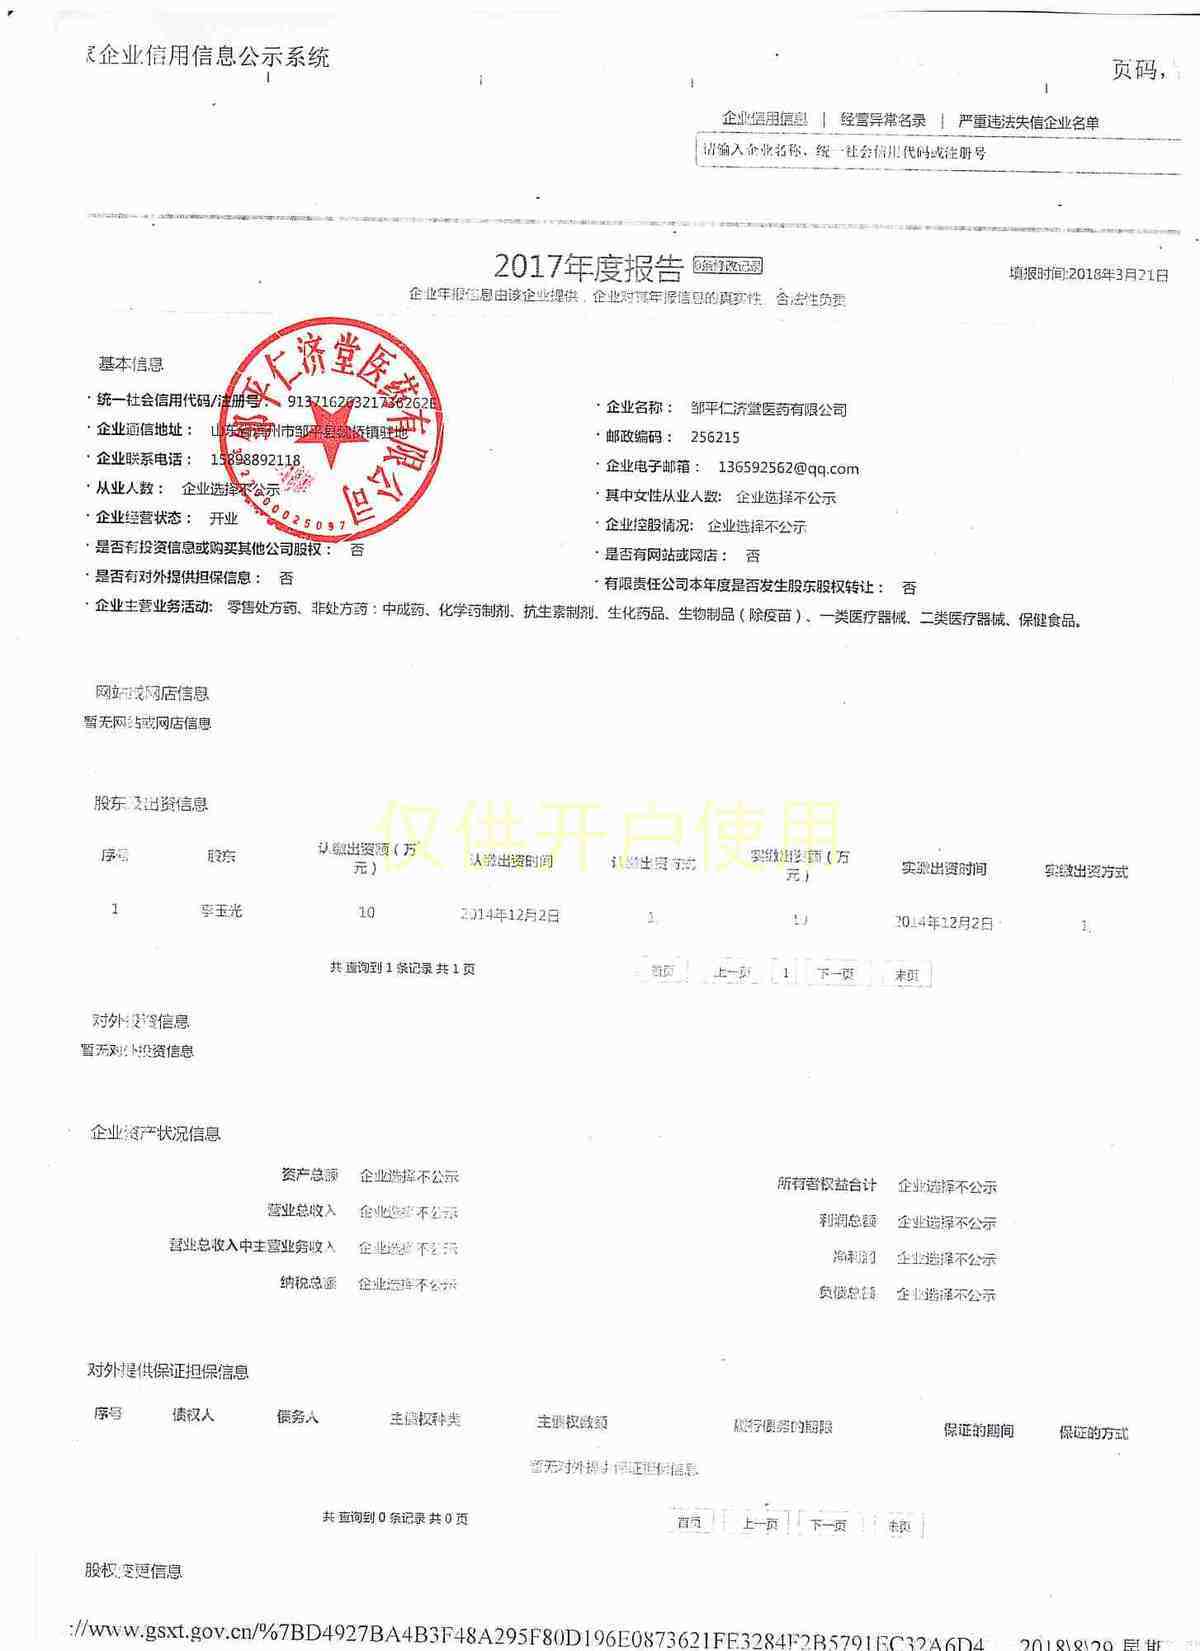 企业信用信息公示系统
页码，
企业信用信息 | 经营异常名录 | 严重违法失信企业名单
请输入企业名称、统一社会信用代码或注册号
2017年度报告 0条修改记录
填报时间:2018年3月21日
企业年报信息由该企业提供，企业对其年报信息的真实性、合法性负责
基本信息
· 统一社会信用代码/注册号：
· 企业名称： 邹平仁济堂医药有限公司
· 企业通信地址：
· 邮政编码： 256215
· 企业联系电话： 15898892118
· 企业电子邮箱： 136592562@qq.com
· 从业人数： 企业选择不公示
· 其中女性从业人数: 企业选择不公示
· 企业经营状态： 开业
· 企业控股情况: 企业选择不公示
· 是否有投资信息或购买其他公司股权： 否
· 是否有网站或网店： 否
· 是否有对外提供担保信息： 否
· 有限责任公司本年度是否发生股东股权转让： 否
· 企业主营业务活动: 零售处方药、非处方药：中成药、化学药制剂、抗生素制剂、生化药品、生物制品（除疫苗）、一类医疗器械、二类医疗器械、保健食品。
邹平仁济堂医药有限公司
网站或网店信息
暂无网站或网店信息
股东及出资信息
仅供开户使用
序号 股东 认缴出资额（万元） 认缴出资时间 认缴出资方式 实缴出资额（万元） 实缴出资时间 实缴出资方式
1 李玉光 10 2014年12月2日 1, 10 2014年12月2日 1,
共 查询到 1 条记录 共 1 页
首页 上一页 1 下一页 末页
对外投资信息
暂无对外投资信息
企业资产状况信息
资产总额 企业选择不公示
所有者权益合计 企业选择不公示
营业总收入 企业选择不公示
利润总额 企业选择不公示
营业总收入中主营业务收入 企业选择不公示
净利润 企业选择不公示
纳税总额 企业选择不公示
负债总额 企业选择不公示
对外提供保证担保信息
序号 债权人 债务人 主债权种类 主债权数额 履行债务的期限 保证的期间 保证的方式
暂无对外提供保证担保信息
共 查询到 0 条记录 共 0 页
首页 上一页 下一页 末页
股权变更信息
://www.gsxt.gov.cn/%7BD4927BA4B3F48A295F80D196E0873621FE3284F2B5791EC32A6D4
2018\8\29